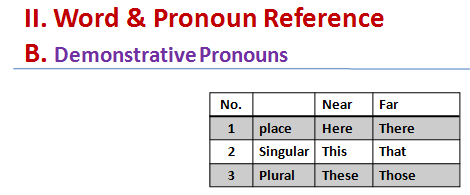 II. Word & Pronoun Reference
B. Demonstrative Pronouns
No. Near Far
1 place Here There
2 Singular This That
3 Plural These Those